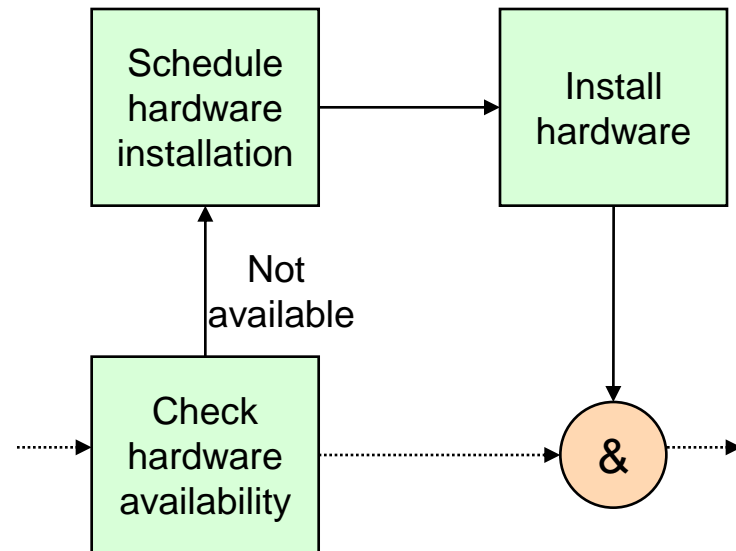 Schedule
hardware
installation
Install
hardware
Not
available
Check
hardware
availability
&